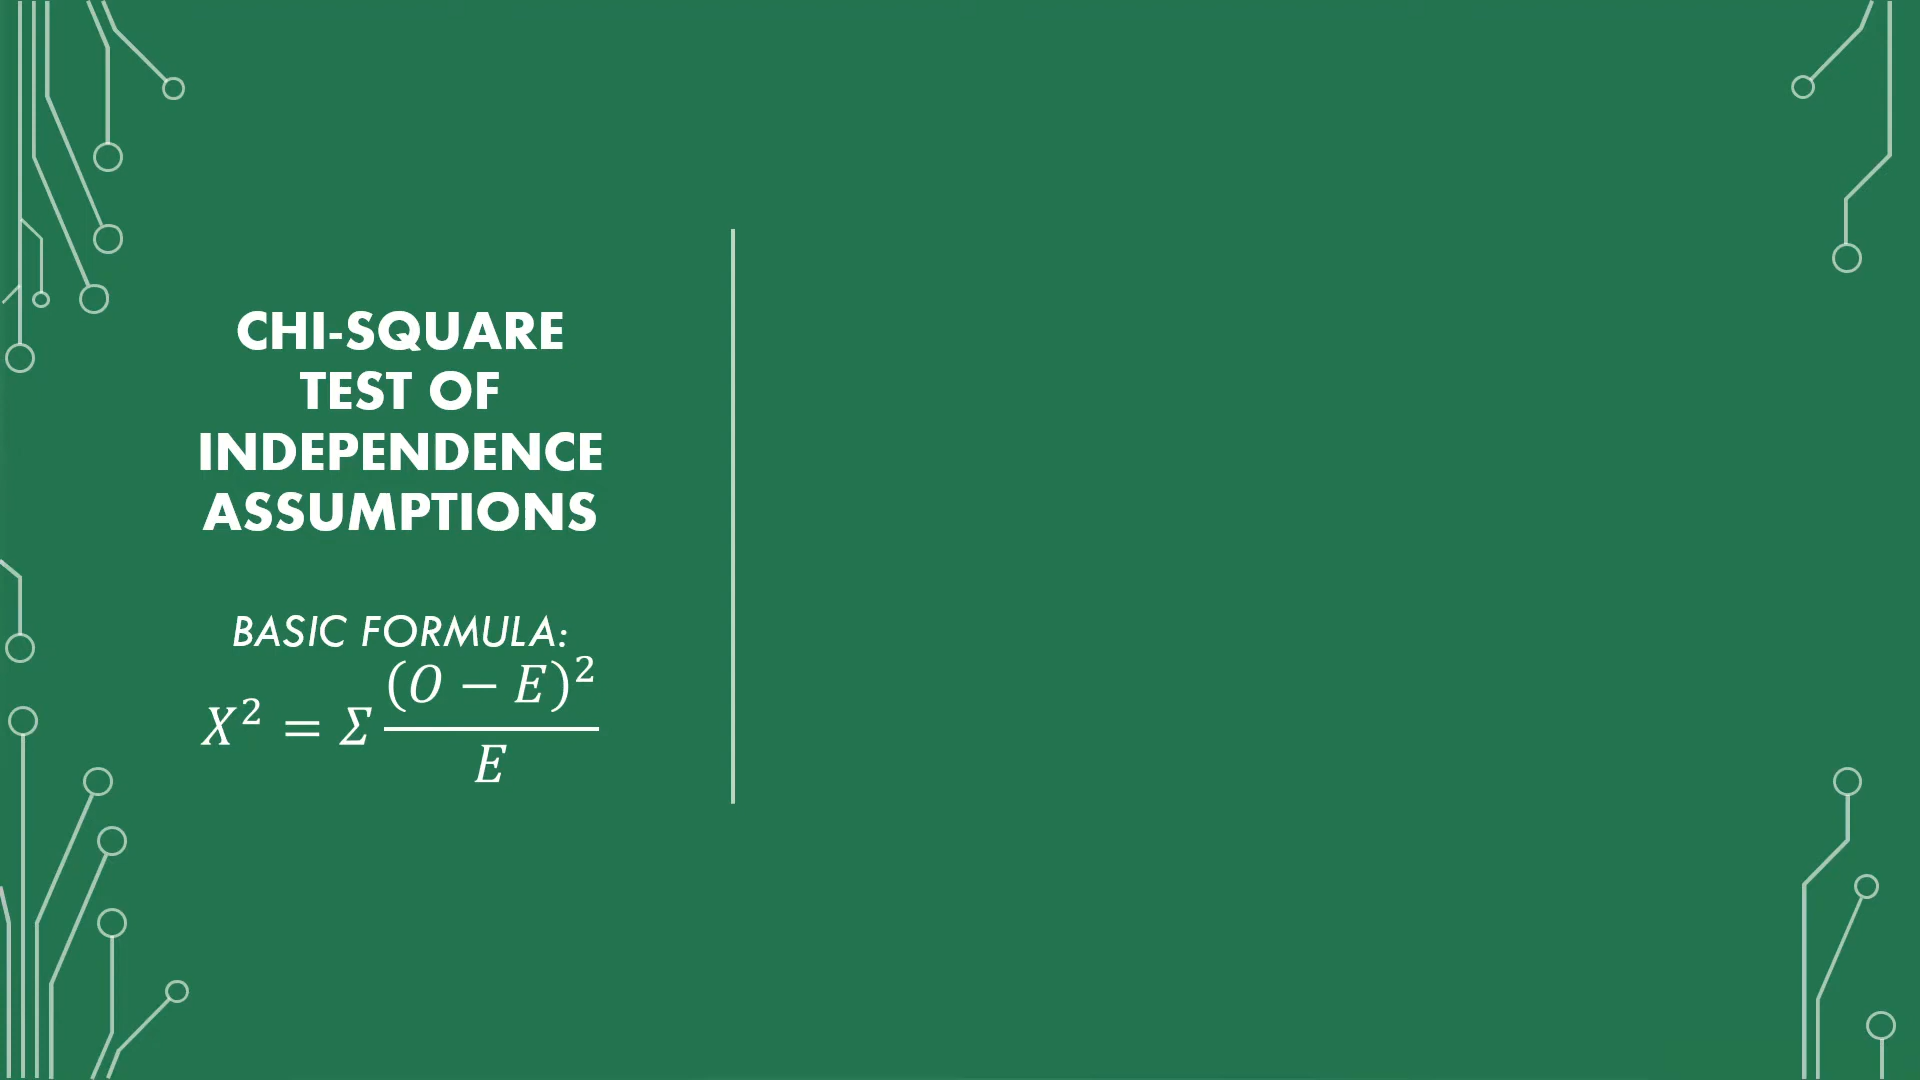 CHI-SQUARE
TEST OF
INDEPENDENCE
ASSUMPTIONS
BASIC FORMULA:
X² = Σ (O − E)² / E